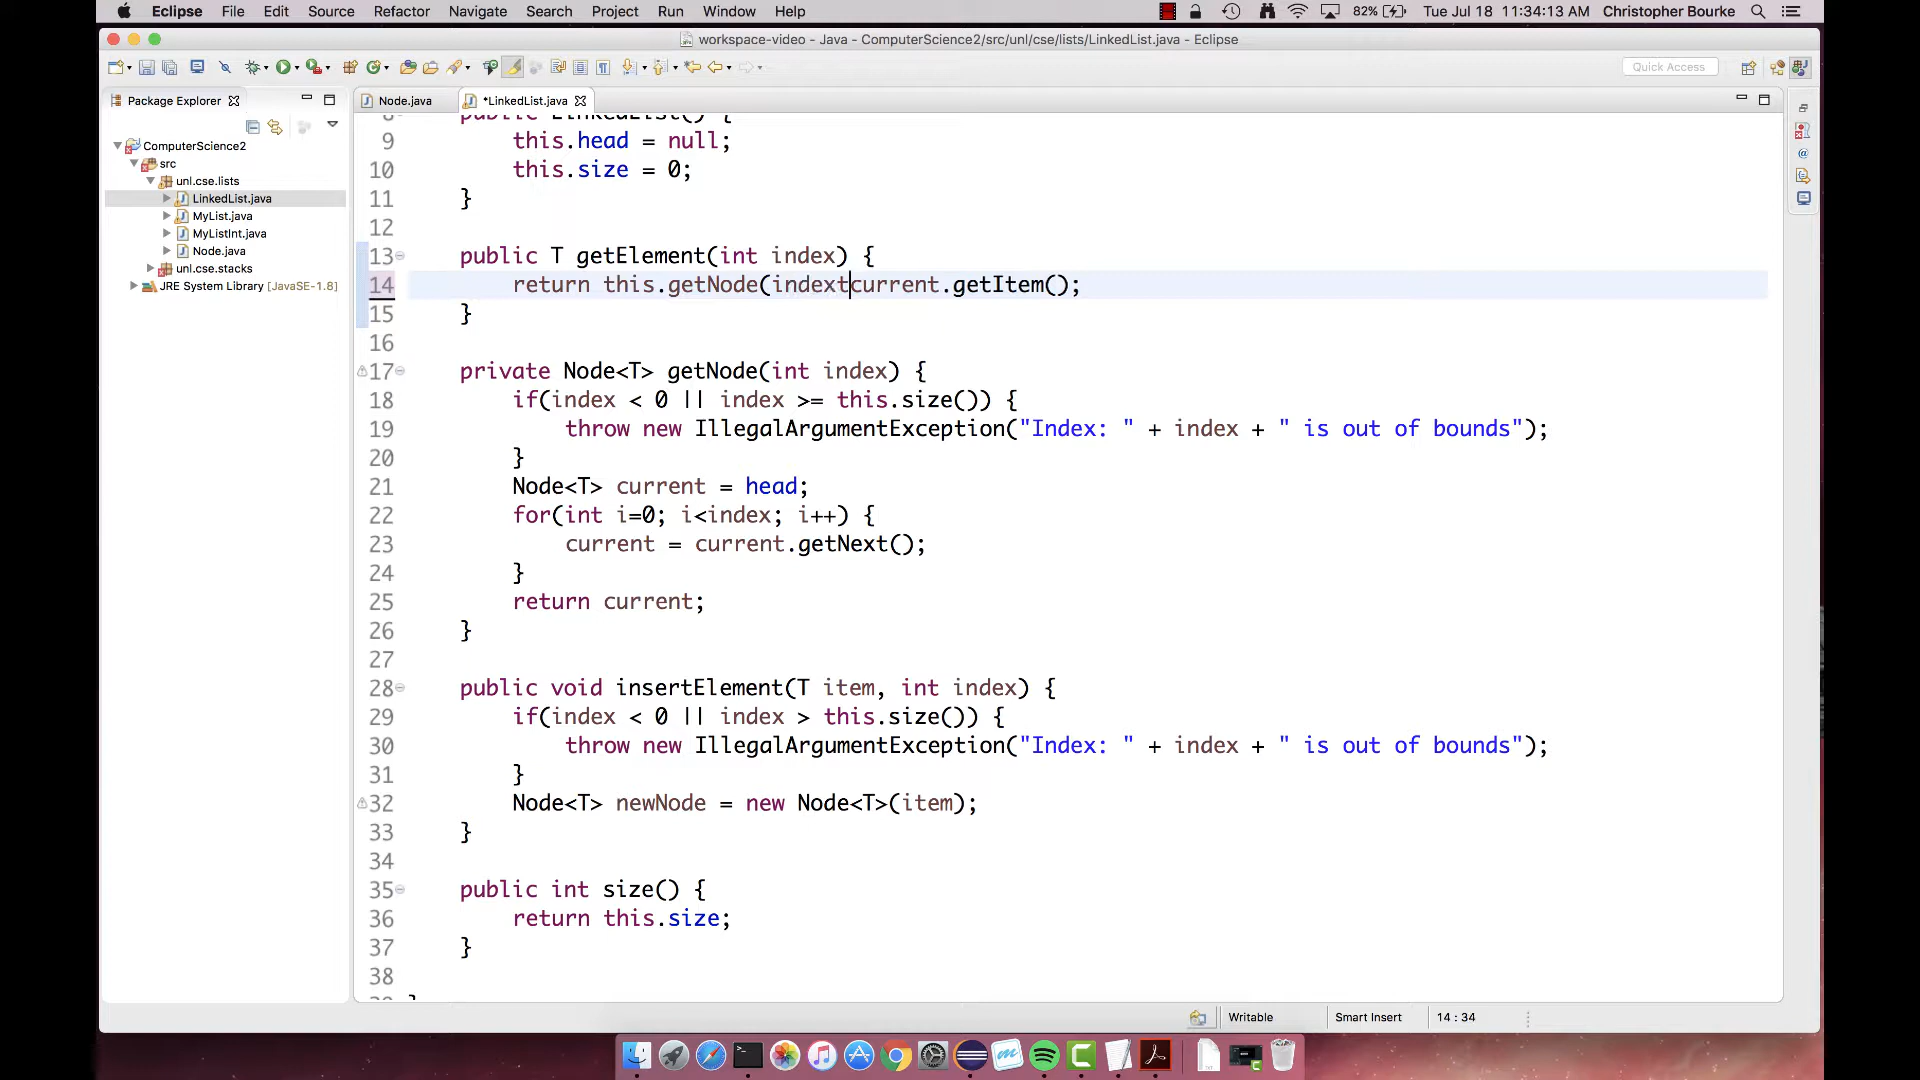 Eclipse File Edit Source Refactor Navigate Search Project Run Window Help 82% Tue Jul 18 11:34:13 AM Christopher Bourke
workspace-video - Java - ComputerScience2/src/unl/cse/lists/LinkedList.java - Eclipse
Quick Access
Package Explorer
Node.java *LinkedList.java
ComputerScience2
src
unl.cse.lists
LinkedList.java
MyList.java
MyListInt.java
Node.java
unl.cse.stacks
JRE System Library [JavaSE-1.8]
8 public LinkedList() {
9 this.head = null;
10 this.size = 0;
11 }
12
13 public T getElement(int index) {
14 return this.getNode(indextcurrent.getItem();
15 }
16
17 private Node<T> getNode(int index) {
18 if(index < 0 || index >= this.size()) {
19 throw new IllegalArgumentException("Index: " + index + " is out of bounds");
20 }
21 Node<T> current = head;
22 for(int i=0; i<index; i++) {
23 current = current.getNext();
24 }
25 return current;
26 }
27
28 public void insertElement(T item, int index) {
29 if(index < 0 || index > this.size()) {
30 throw new IllegalArgumentException("Index: " + index + " is out of bounds");
31 }
32 Node<T> newNode = new Node<T>(item);
33 }
34
35 public int size() {
36 return this.size;
37 }
38
39 }
Writable Smart Insert 14 : 34